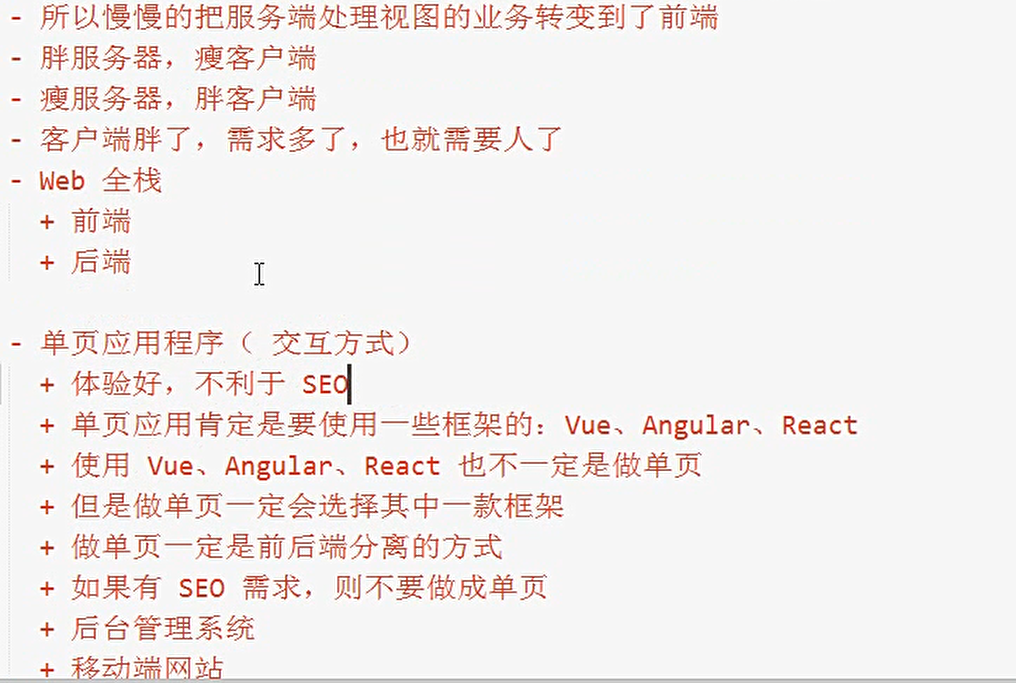 - 所以慢慢的把服务端处理视图的业务转变到了前端
- 胖服务器，瘦客户端
- 瘦服务器，胖客户端
- 客户端胖了，需求多了，也就需要人了
- Web 全栈
+ 前端
+ 后端
- 单页应用程序（ 交互方式）
+ 体验好，不利于 SEO
+ 单页应用肯定是要使用一些框架的：Vue、Angular、React
+ 使用 Vue、Angular、React 也不一定是做单页
+ 但是做单页一定会选择其中一款框架
+ 做单页一定是前后端分离的方式
+ 如果有 SEO 需求，则不要做成单页
+ 后台管理系统
+ 移动端网站